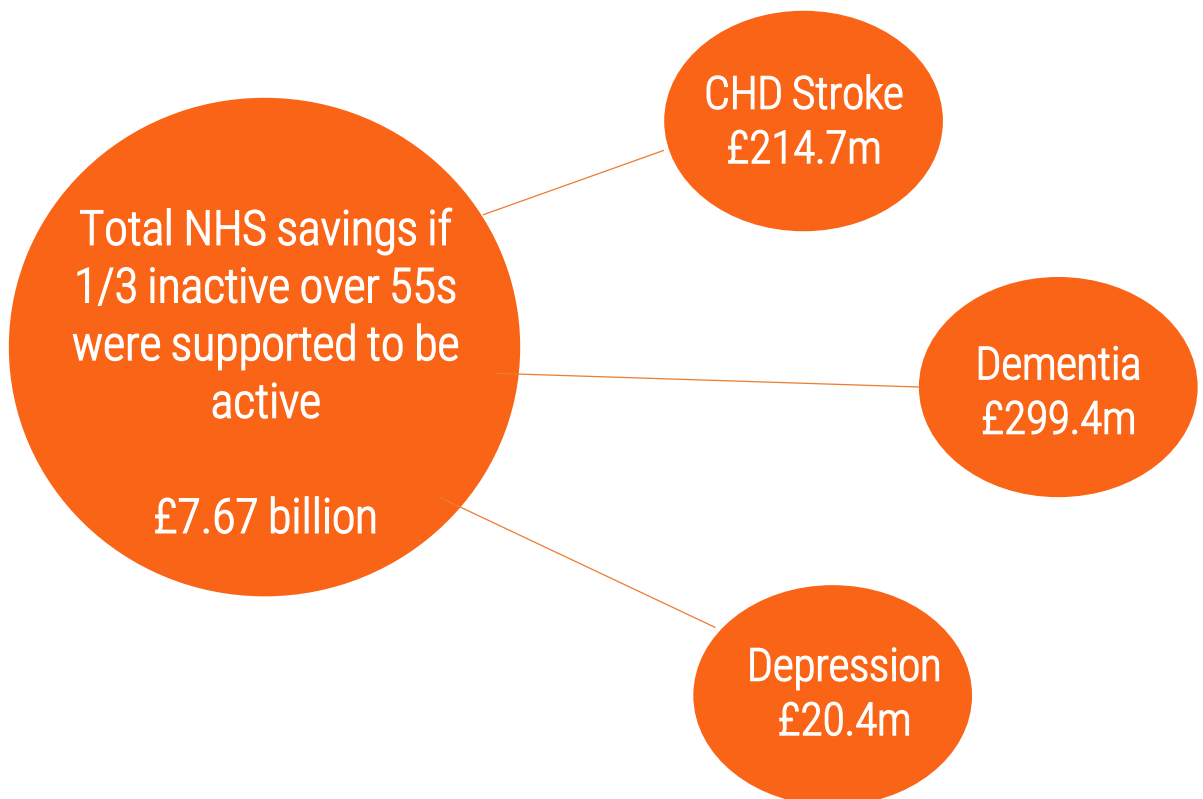 Total NHS savings if
1/3 inactive over 55s
were supported to be
active
£7.67 billion
CHD Stroke
£214.7m
Dementia
£299.4m
Depression
£20.4m